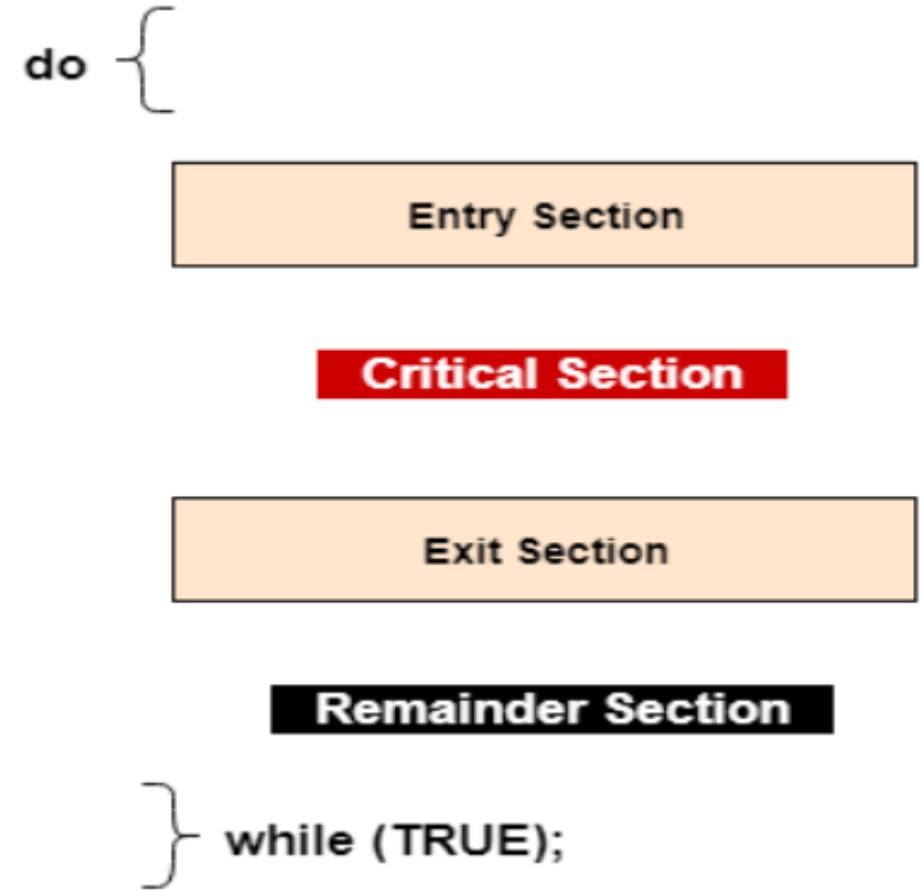 do {
Entry Section
Critical Section
Exit Section
Remainder Section
} while (TRUE);